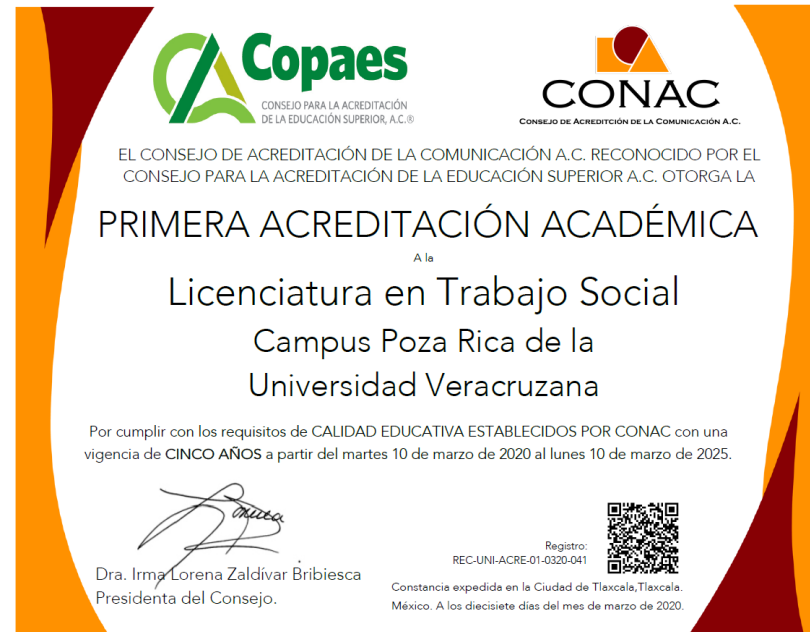 Copaes
CONSEJO PARA LA ACREDITACIÓN
DE LA EDUCACIÓN SUPERIOR, A.C.®
CONAC
CONSEJO DE ACREDITCIÓN DE LA COMUNICACIÓN A.C.
EL CONSEJO DE ACREDITACIÓN DE LA COMUNICACIÓN A.C. RECONOCIDO POR EL
CONSEJO PARA LA ACREDITACIÓN DE LA EDUCACIÓN SUPERIOR A.C. OTORGA LA
PRIMERA ACREDITACIÓN ACADÉMICA
A la
Licenciatura en Trabajo Social
Campus Poza Rica de la
Universidad Veracruzana
Por cumplir con los requisitos de CALIDAD EDUCATIVA ESTABLECIDOS POR CONAC con una
vigencia de CINCO AÑOS a partir del martes 10 de marzo de 2020 al lunes 10 de marzo de 2025.
Dra. Irma Lorena Zaldívar Bribiesca
Presidenta del Consejo.
Registro:
REC-UNI-ACRE-01-0320-041
Constancia expedida en la Ciudad de Tlaxcala,Tlaxcala.
México. A los diecisiete días del mes de marzo de 2020.